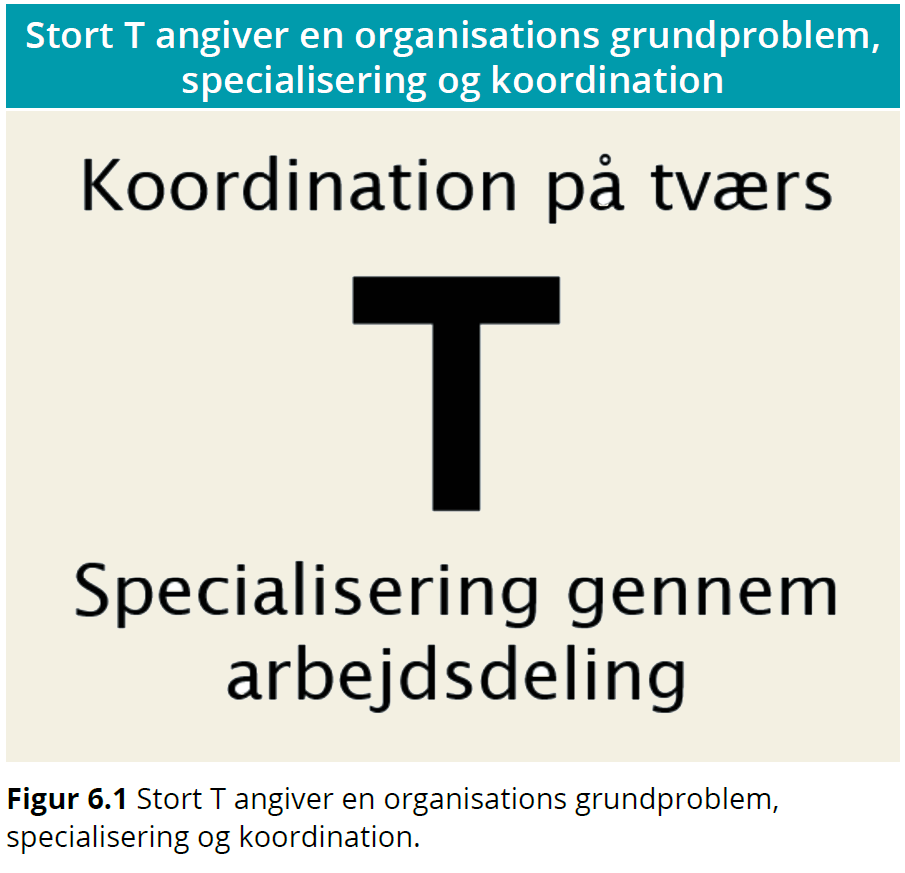 Stort T angiver en organisations grundproblem,
specialisering og koordination
Koordination på tværs
T
Specialisering gennem
arbejdsdeling
Figur 6.1 Stort T angiver en organisations grundproblem,
specialisering og koordination.